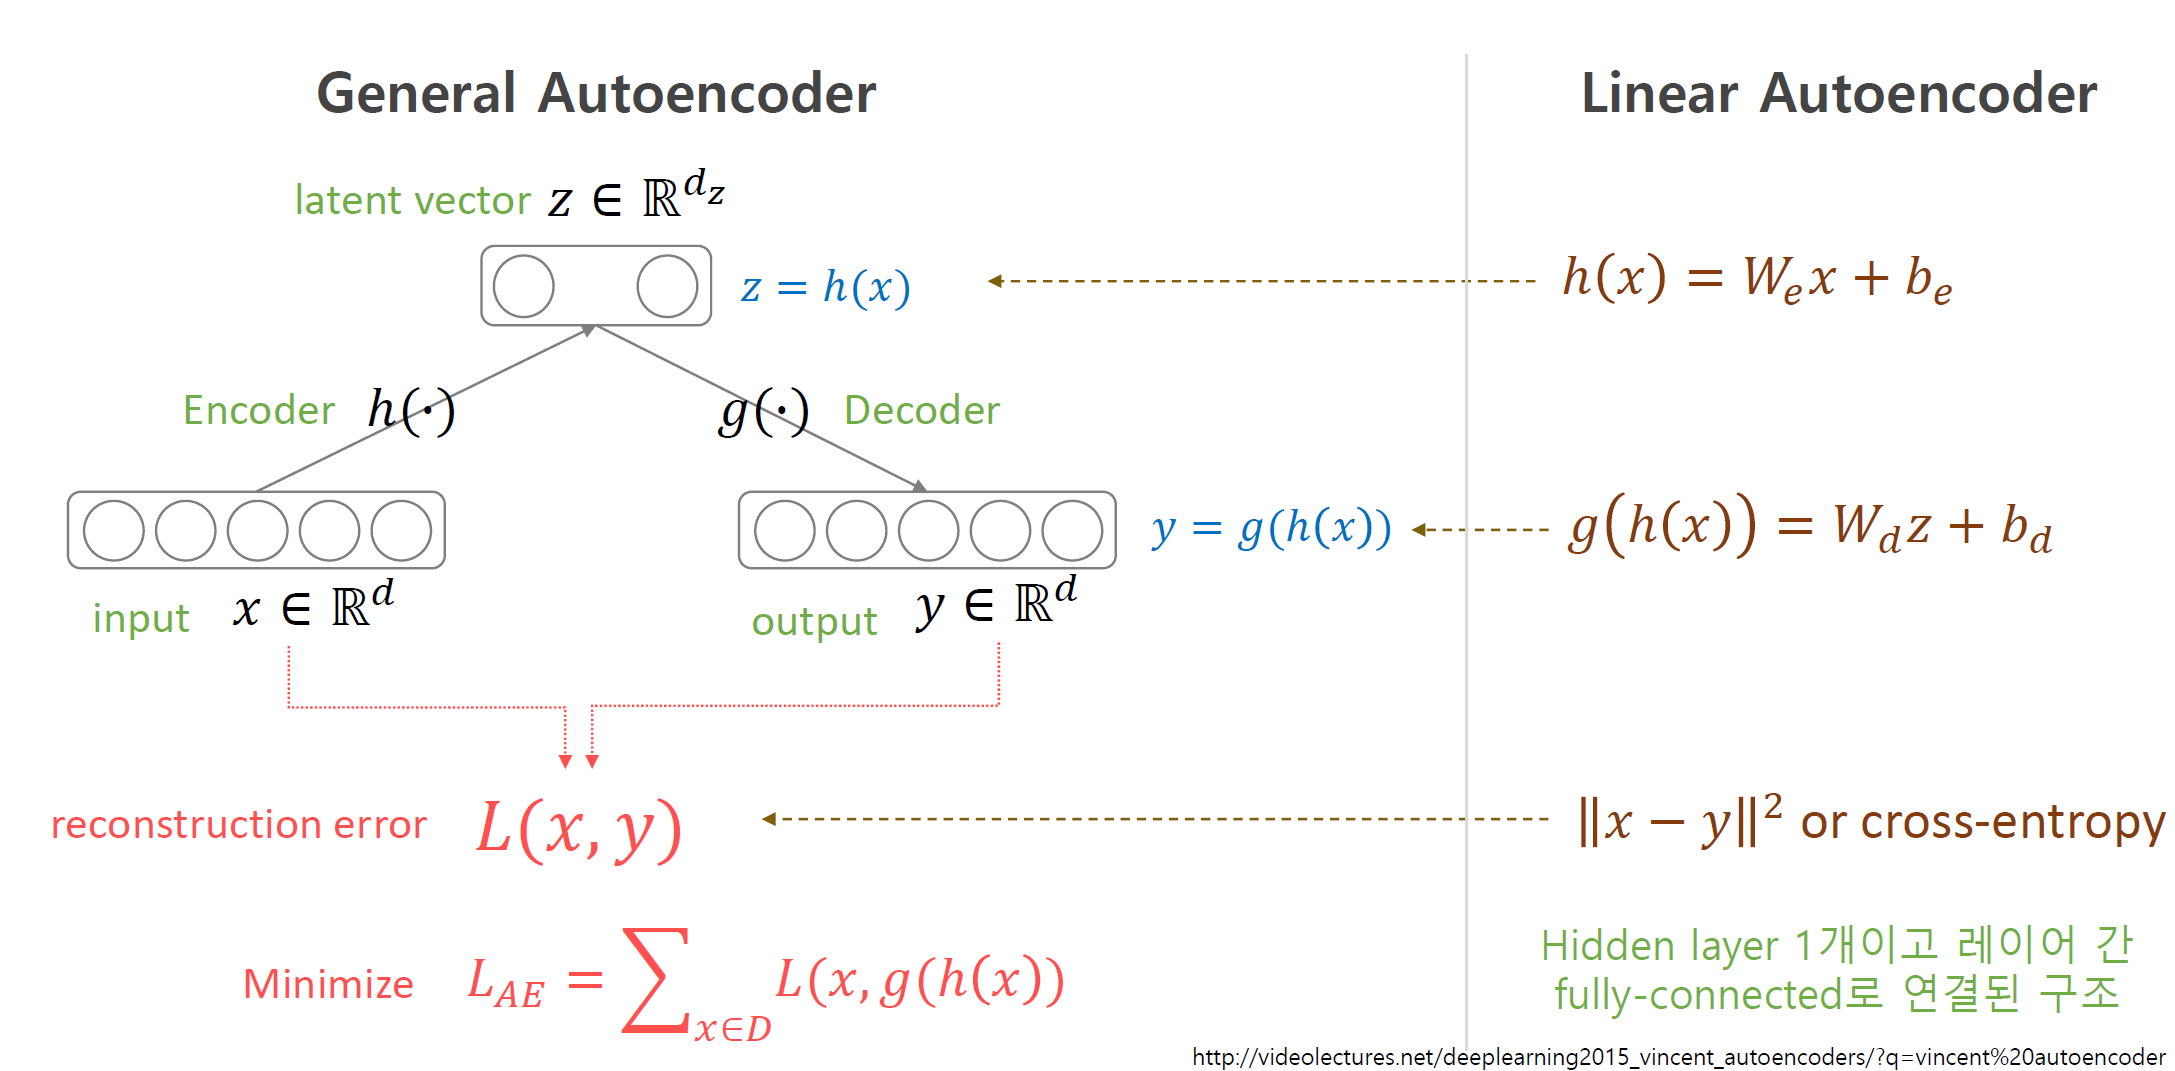 General Autoencoder
latent vector z ∈ ℝ^{d_z}
z = h(x)
Encoder h(·)
g(·) Decoder
y = g(h(x))
input x ∈ ℝ^d
output y ∈ ℝ^d
reconstruction error L(x, y)
Minimize L_{AE} = ∑_{x∈D} L(x, g(h(x))
Linear Autoencoder
h(x) = W_e x + b_e
g(h(x)) = W_d z + b_d
‖x − y‖² or cross-entropy
Hidden layer 1개이고 레이어 간
fully-connected로 연결된 구조
http://videolectures.net/deeplearning2015_vincent_autoencoders/?q=vincent%20autoencoder